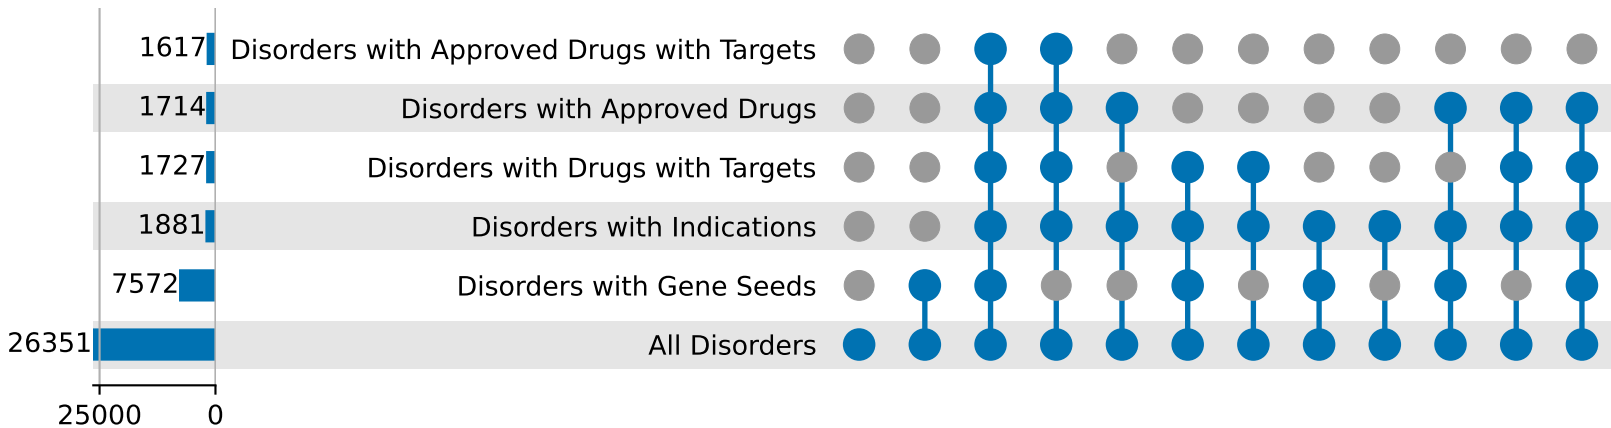 1617 Disorders with Approved Drugs with Targets
1714 Disorders with Approved Drugs
1727 Disorders with Drugs with Targets
1881 Disorders with Indications
7572 Disorders with Gene Seeds
26351 All Disorders
25000 0